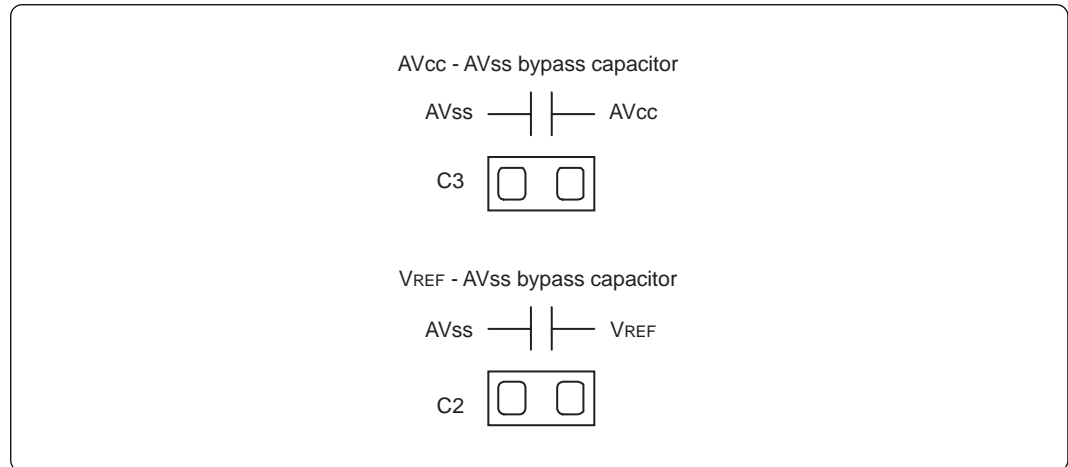 AVcc - AVss bypass capacitor
AVss AVcc
C3
VREF - AVss bypass capacitor
AVss VREF
C2